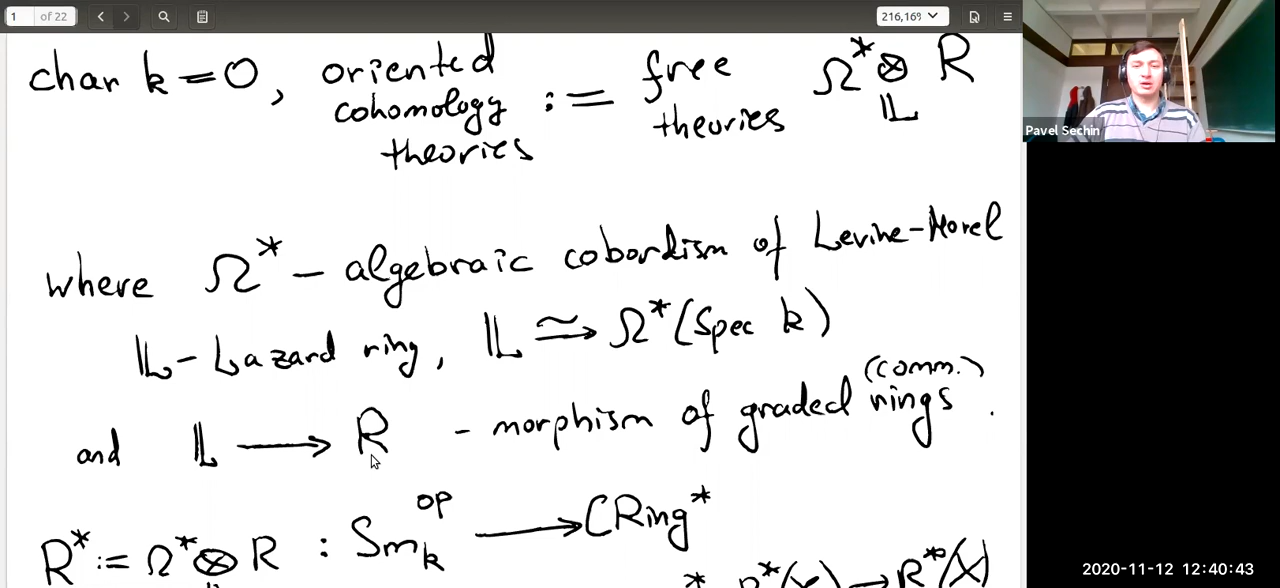 1 of 22 216,16%
char k = 0, oriented cohomology theories := free theories Ω* ⊗ R
𝕃
where Ω* – algebraic cobordism of Levine-Morel
𝕃 – Lazard ring, 𝕃 ≃→ Ω*(Spec k)
and 𝕃 ⟶ R – morphism of graded (comm.) rings.
R* := Ω* ⊗ R : Smₖ^op ⟶ CRing*
R*(X)
Pavel Sechin
2020-11-12 12:40:43